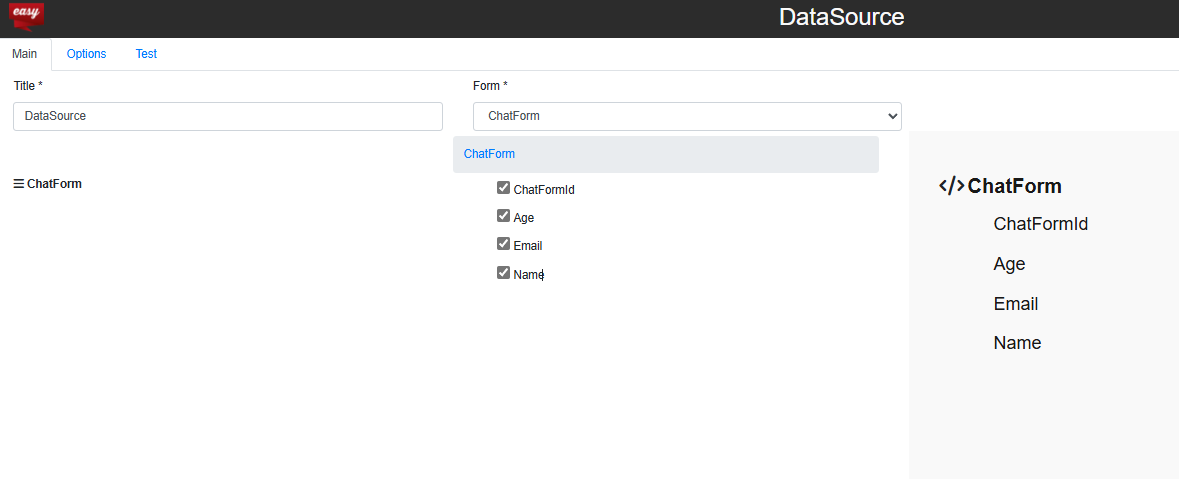 easy
DataSource
Main Options Test
Title *
Form *
DataSource
ChatForm
ChatForm
ChatForm
ChatFormId
Age
Email
Name
</>ChatForm
ChatFormId
Age
Email
Name